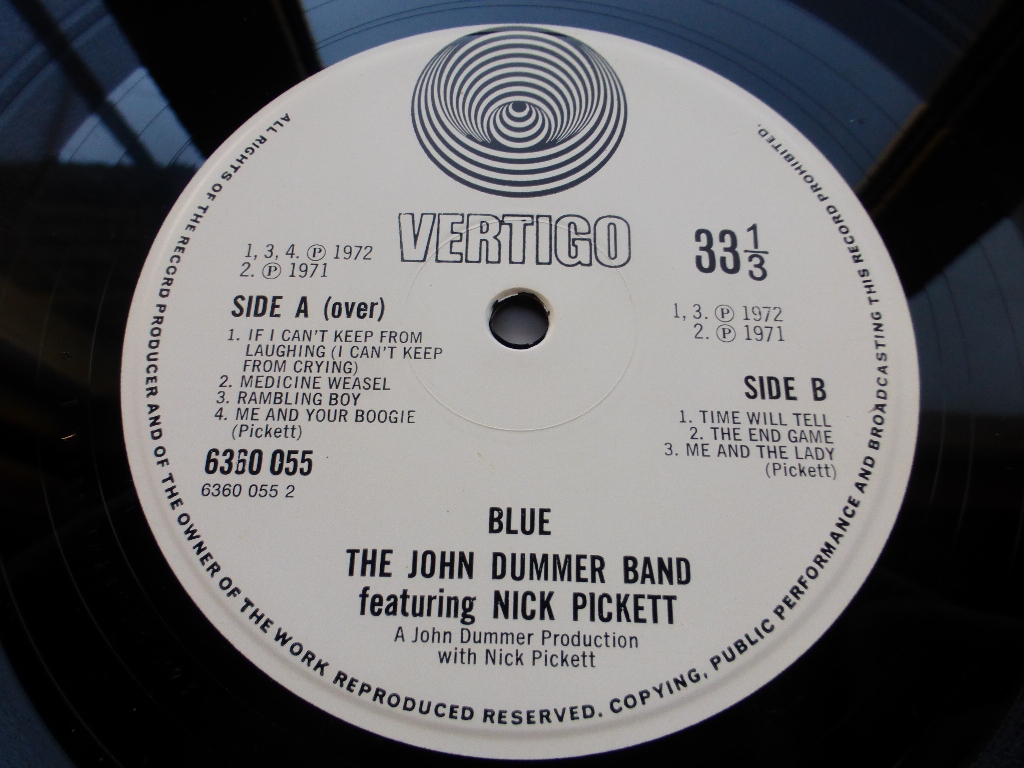 VERTIGO
33 1/3
1, 3, 4. ℗ 1972
2. ℗ 1971
SIDE A (over)
1. IF I CAN'T KEEP FROM
LAUGHING (I CAN'T KEEP
FROM CRYING)
2. MEDICINE WEASEL
3. RAMBLING BOY
4. ME AND YOUR BOOGIE
(Pickett)
6360 055
6360 055 2
1, 3. ℗ 1972
2. ℗ 1971
SIDE B
1. TIME WILL TELL
2. THE END GAME
3. ME AND THE LADY
(Pickett)
BLUE
THE JOHN DUMMER BAND
featuring NICK PICKETT
A John Dummer Production
with Nick Pickett
ALL RIGHTS OF THE RECORD PRODUCER AND OF THE OWNER OF THE WORK REPRODUCED RESERVED. COPYING, PUBLIC PERFORMANCE AND BROADCASTING THIS RECORD PROHIBITED.